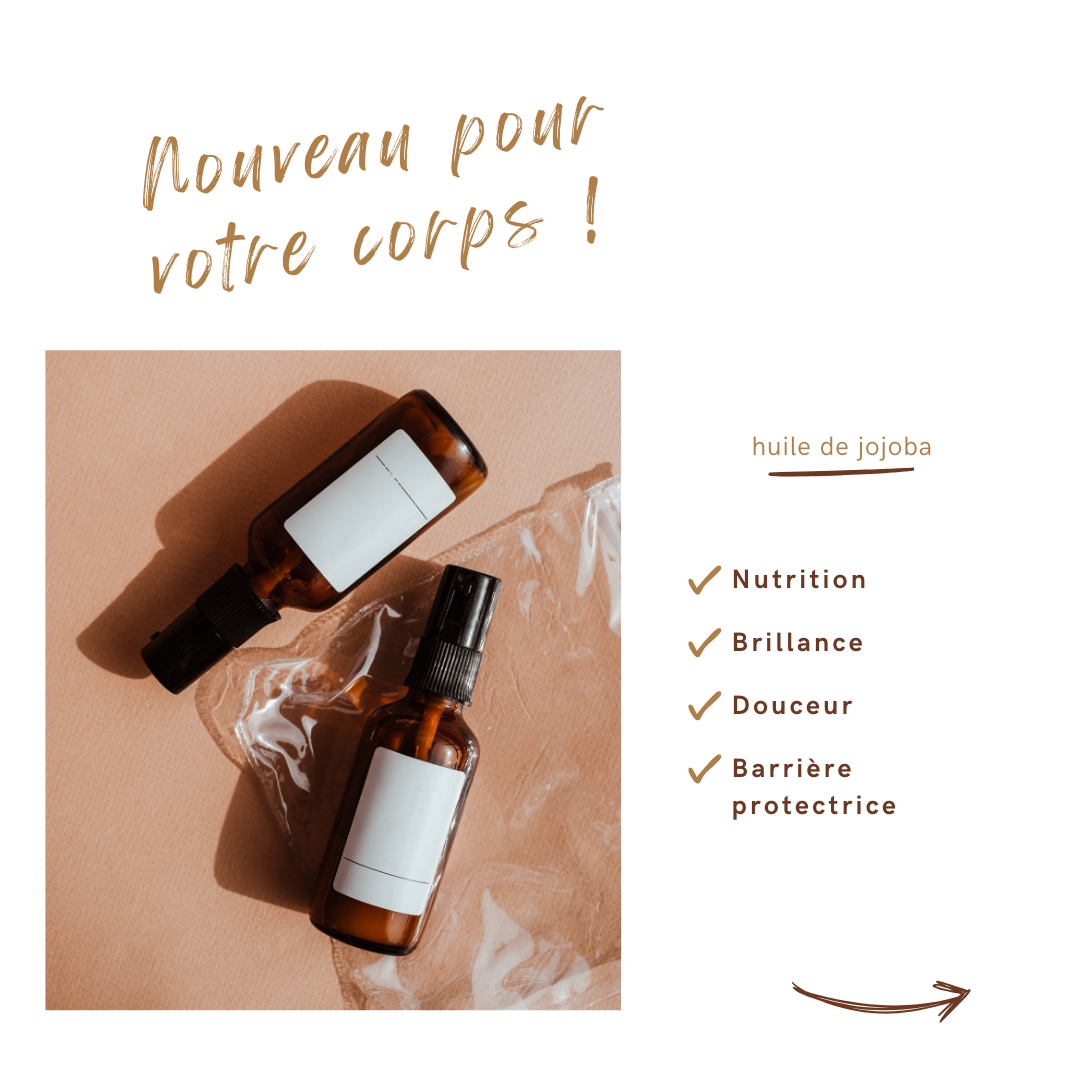 Nouveau pour
votre corps !
huile de jojoba
Nutrition
Brillance
Douceur
Barrière
protectrice